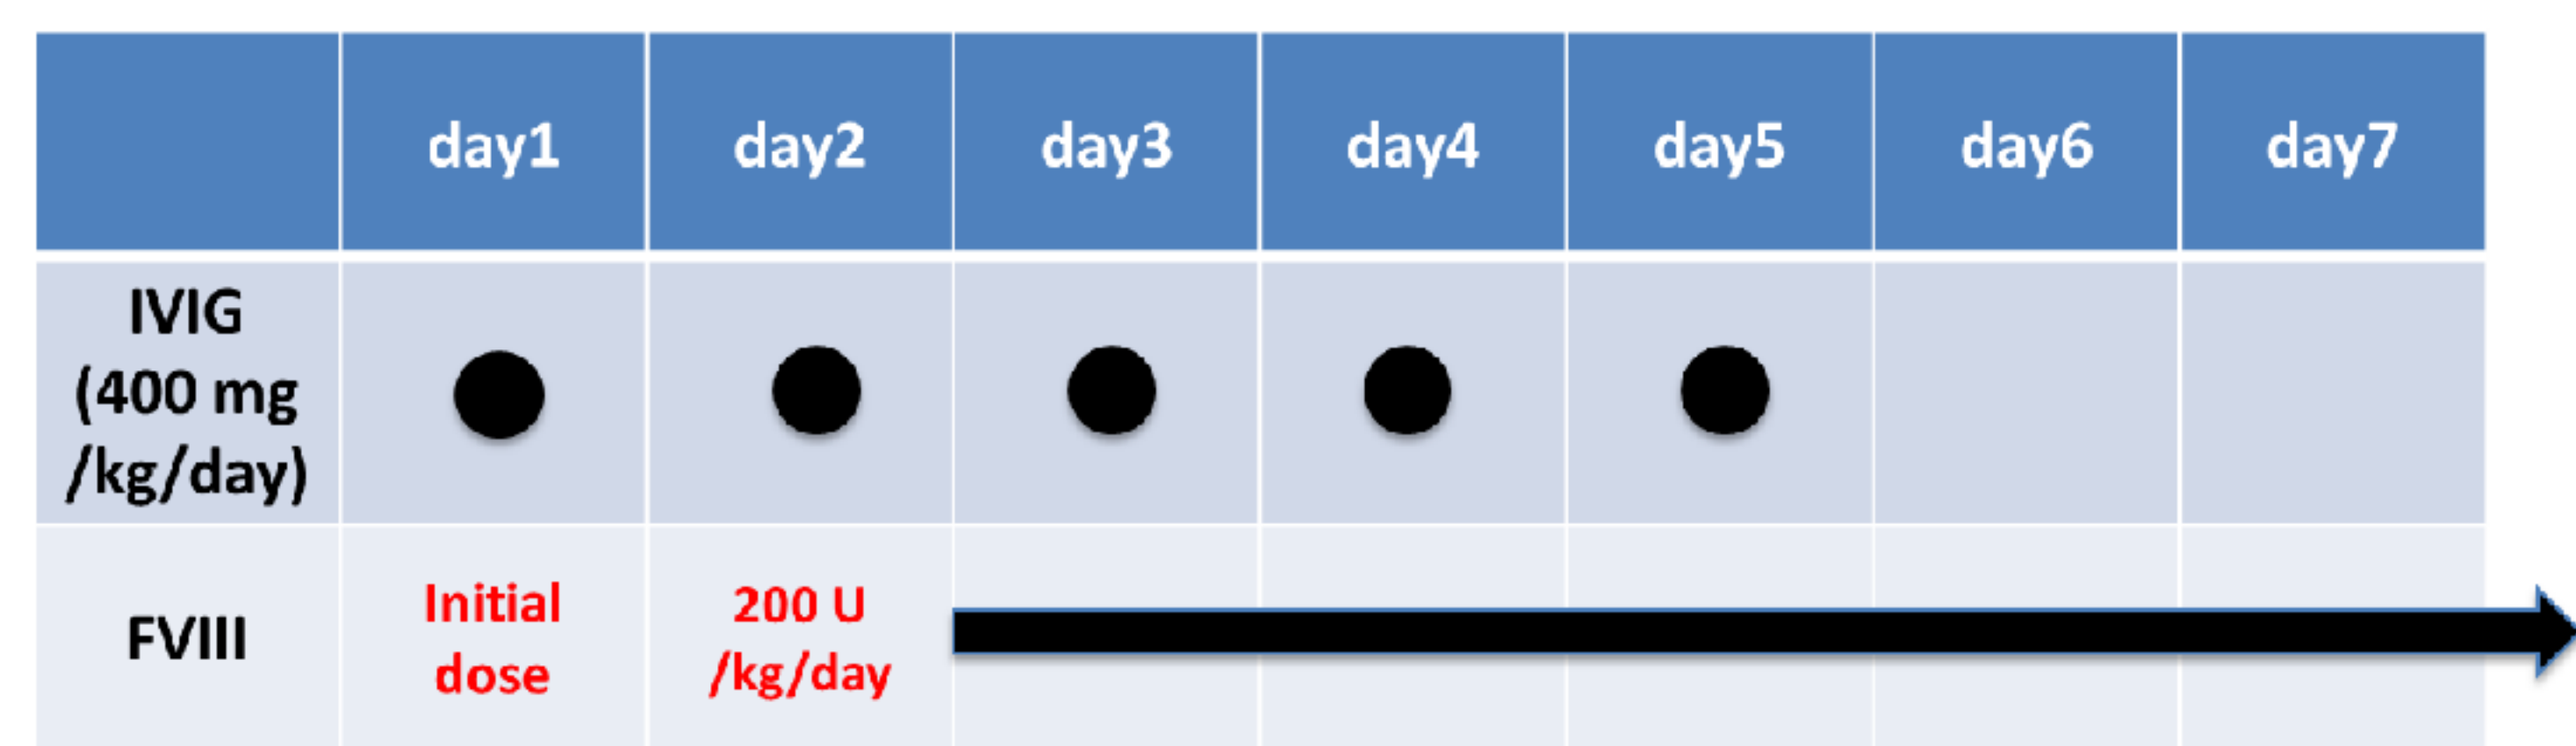 day1 day2 day3 day4 day5 day6 day7
IVIG
(400 mg
/kg/day)
FVIII
Initial
dose
200 U
/kg/day